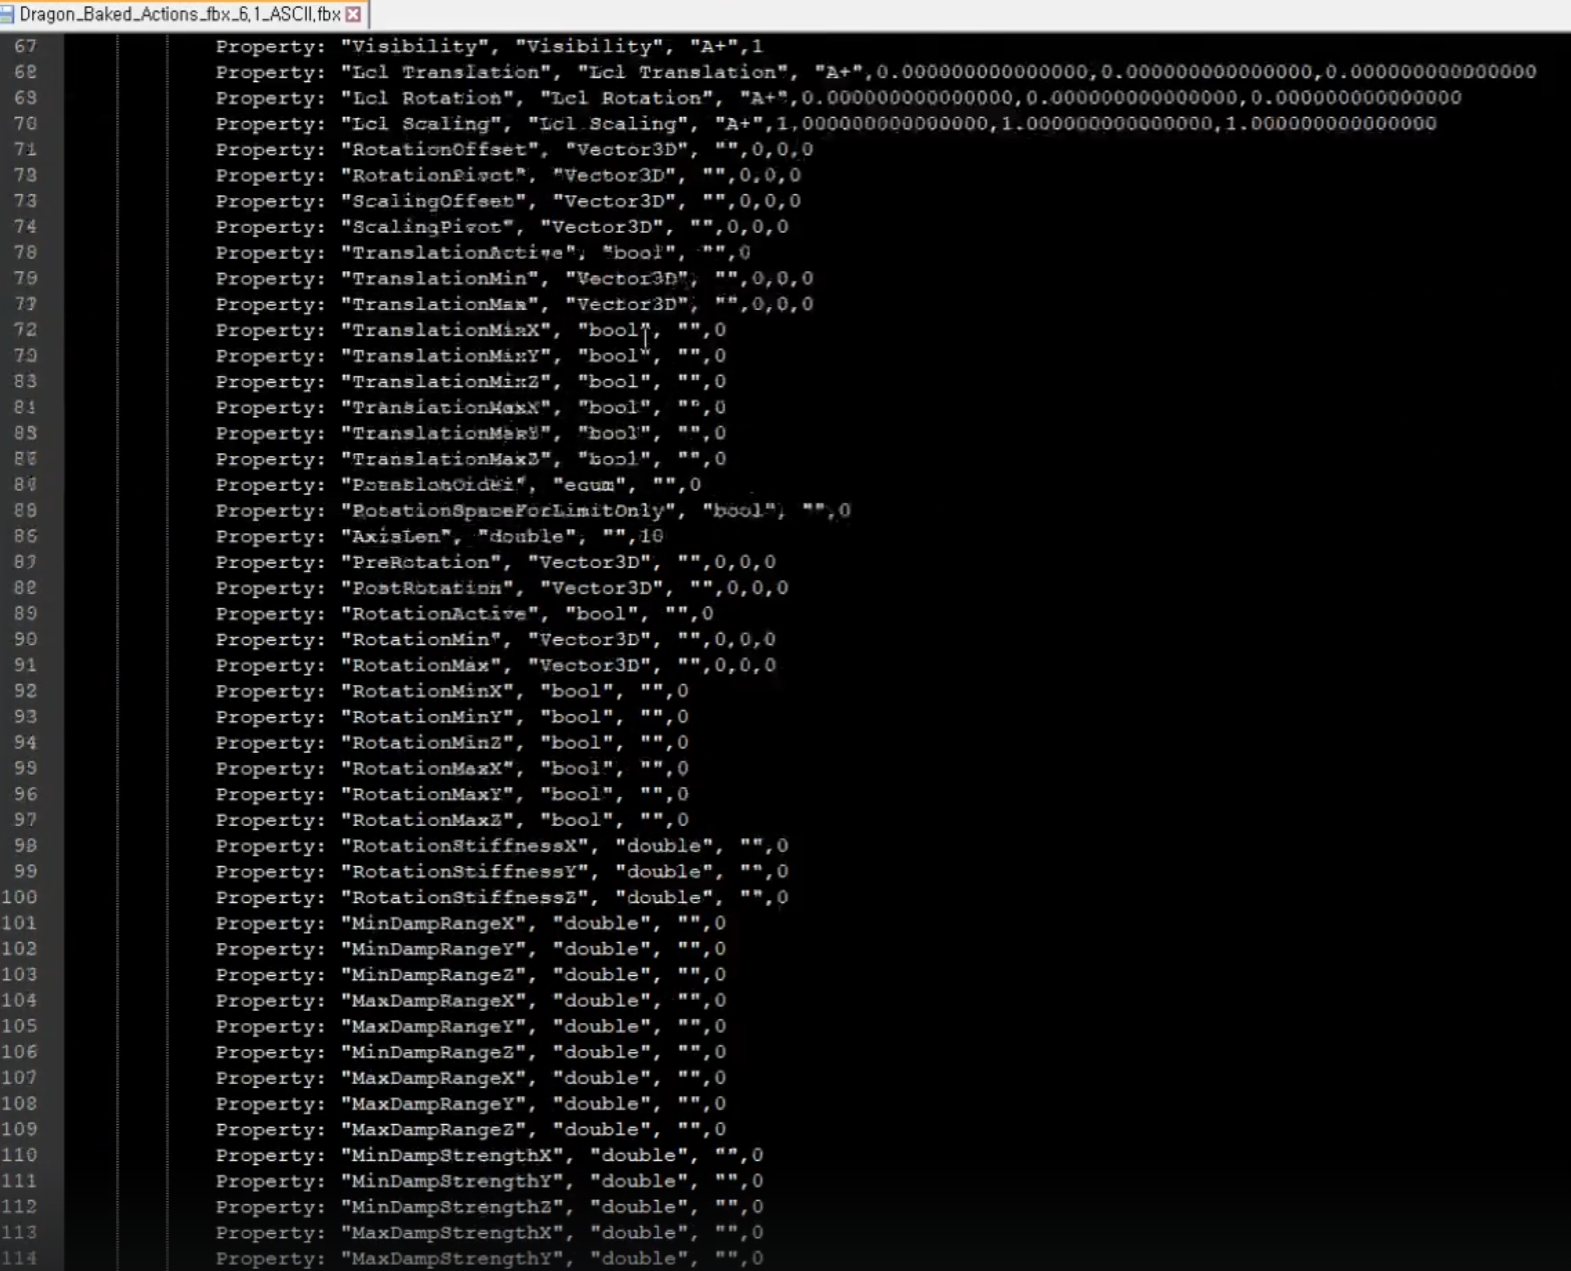 Dragon_Baked_Actions_fbx_6,1_ASCII,fbx
67 Property: "Visibility", "Visibility", "A+",1
68 Property: "Lcl Translation", "Lcl Translation", "A+",0.000000000000000,0.000000000000000,0.000000000000000
69 Property: "Lcl Rotation", "Lcl Rotation", "A+",0.000000000000000,0.000000000000000,0.000000000000000
70 Property: "Lcl Scaling", "Lcl Scaling", "A+",1.000000000000000,1.000000000000000,1.000000000000000
71 Property: "RotationOffset", "Vector3D", "",0,0,0
Property: "RotationPivot", "Vector3D", "",0,0,0
73 Property: "ScalingOffset", "Vector3D", "",0,0,0
74 Property: "ScalingPivot", "Vector3D", "",0,0,0
Property: "TranslationActive", "bool", "",0
Property: "TranslationMin", "Vector3D", "",0,0,0
Property: "TranslationMax", "Vector3D", "",0,0,0
Property: "TranslationMinX", "bool", "",0
Property: "TranslationMinY", "bool", "",0
Property: "TranslationMinZ", "bool", "",0
81 Property: "TranslationMaxX", "bool", "",0
Property: "TranslationMaxY", "bool", "",0
Property: "TranslationMaxZ", "bool", "",0
Property: "enum", "",0
Property: "RotationSpaceForLimitOnly", "bool", "",0
86 Property: "AxisLen", "double", "",10
87 Property: "PreRotation", "Vector3D", "",0,0,0
88 Property: "PostRotation", "Vector3D", "",0,0,0
89 Property: "RotationActive", "bool", "",0
90 Property: "RotationMin", "Vector3D", "",0,0,0
91 Property: "RotationMax", "Vector3D", "",0,0,0
92 Property: "RotationMinX", "bool", "",0
93 Property: "RotationMinY", "bool", "",0
94 Property: "RotationMinZ", "bool", "",0
95 Property: "RotationMaxX", "bool", "",0
96 Property: "RotationMaxY", "bool", "",0
97 Property: "RotationMaxZ", "bool", "",0
98 Property: "RotationStiffnessX", "double", "",0
99 Property: "RotationStiffnessY", "double", "",0
100 Property: "RotationStiffnessZ", "double", "",0
101 Property: "MinDampRangeX", "double", "",0
102 Property: "MinDampRangeY", "double", "",0
103 Property: "MinDampRangeZ", "double", "",0
104 Property: "MaxDampRangeX", "double", "",0
105 Property: "MaxDampRangeY", "double", "",0
106 Property: "MinDampRangeZ", "double", "",0
107 Property: "MaxDampRangeX", "double", "",0
108 Property: "MaxDampRangeY", "double", "",0
109 Property: "MaxDampRangeZ", "double", "",0
110 Property: "MinDampStrengthX", "double", "",0
111 Property: "MinDampStrengthY", "double", "",0
112 Property: "MinDampStrengthZ", "double", "",0
113 Property: "MaxDampStrengthX", "double", "",0
114 Property: "MaxDampStrengthY", "double", "",0